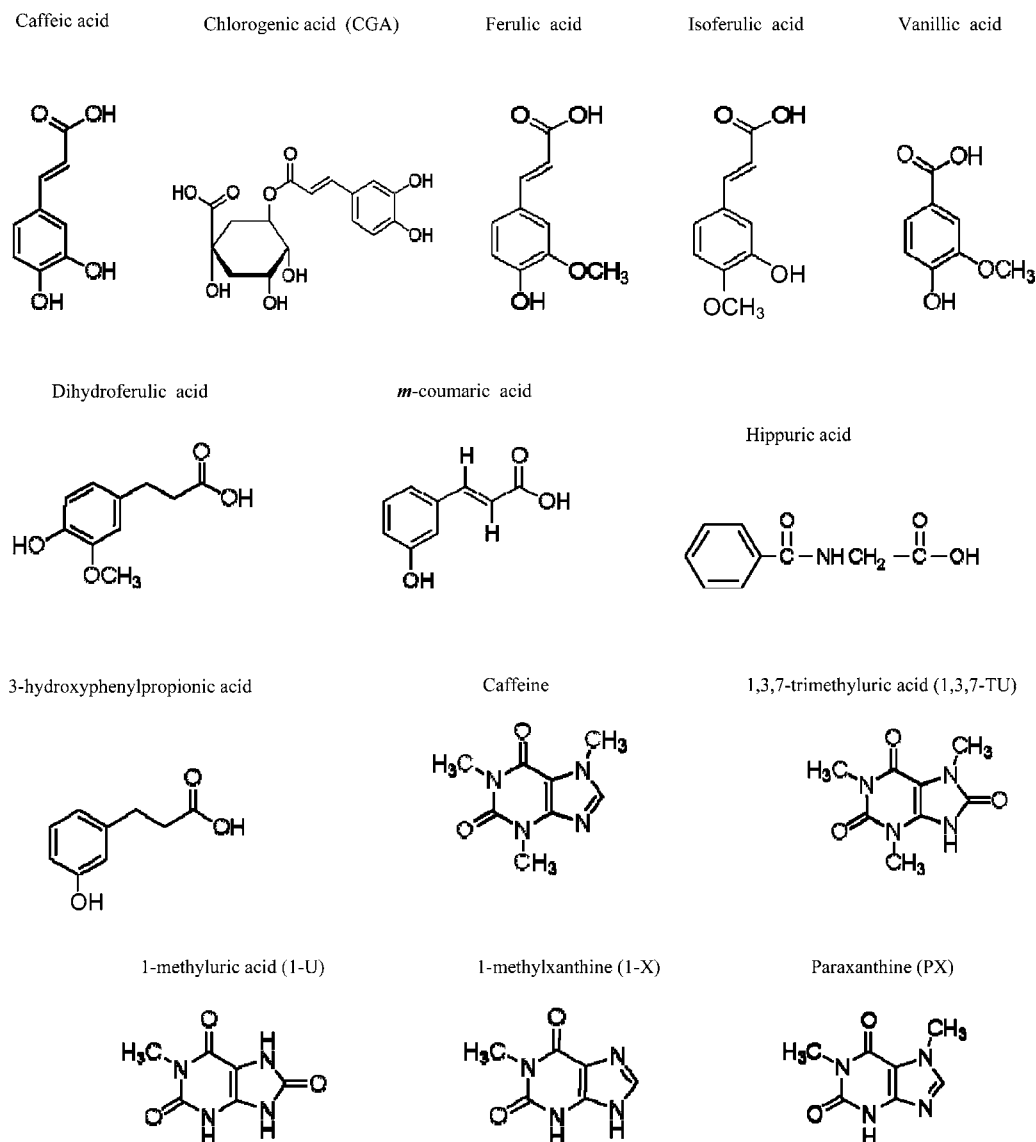 Caffeic acid Chlorogenic acid (CGA) Ferulic acid Isoferulic acid Vanillic acid
O OH
OH
OH
O
HO O
O
OH
OH
OH
OH
OH
O OH
OCH3
OH
O OH
OH
OCH3
O OH
OCH3
OH
Dihydroferulic acid m-coumaric acid
Hippuric acid
O
OH
HO
OCH3
H O
OH
H
OH
O O
C NH CH2 C OH
3-hydroxyphenylpropionic acid Caffeine 1,3,7-trimethyluric acid (1,3,7-TU)
O
OH
OH
O CH3
H3C N N
O N N
CH3
O CH3
H3C N N
O
O N N
CH3 H
1-methyluric acid (1-U) 1-methylxanthine (1-X) Paraxanthine (PX)
O H
H3C N N
O
O N N
H H
O
H3C N N
O N N
H H
O CH3
H3C N N
O N N
H